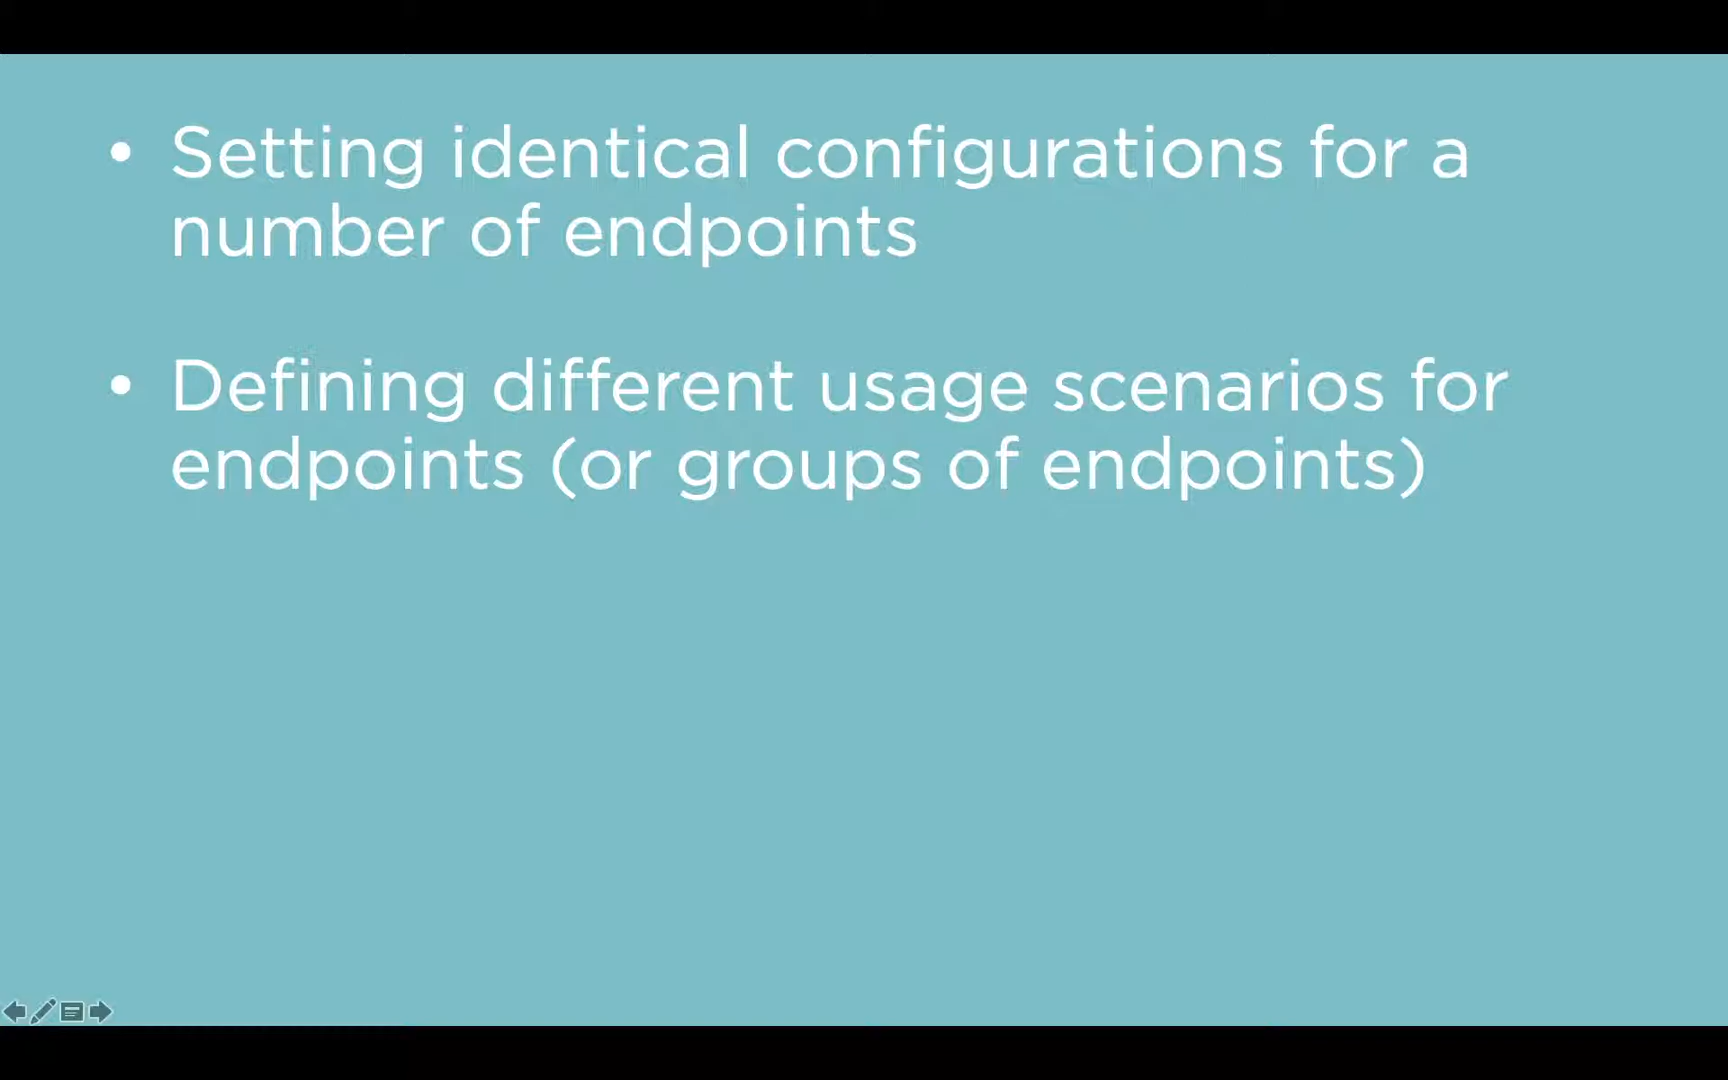 • Setting identical configurations for a
number of endpoints
• Defining different usage scenarios for
endpoints (or groups of endpoints)